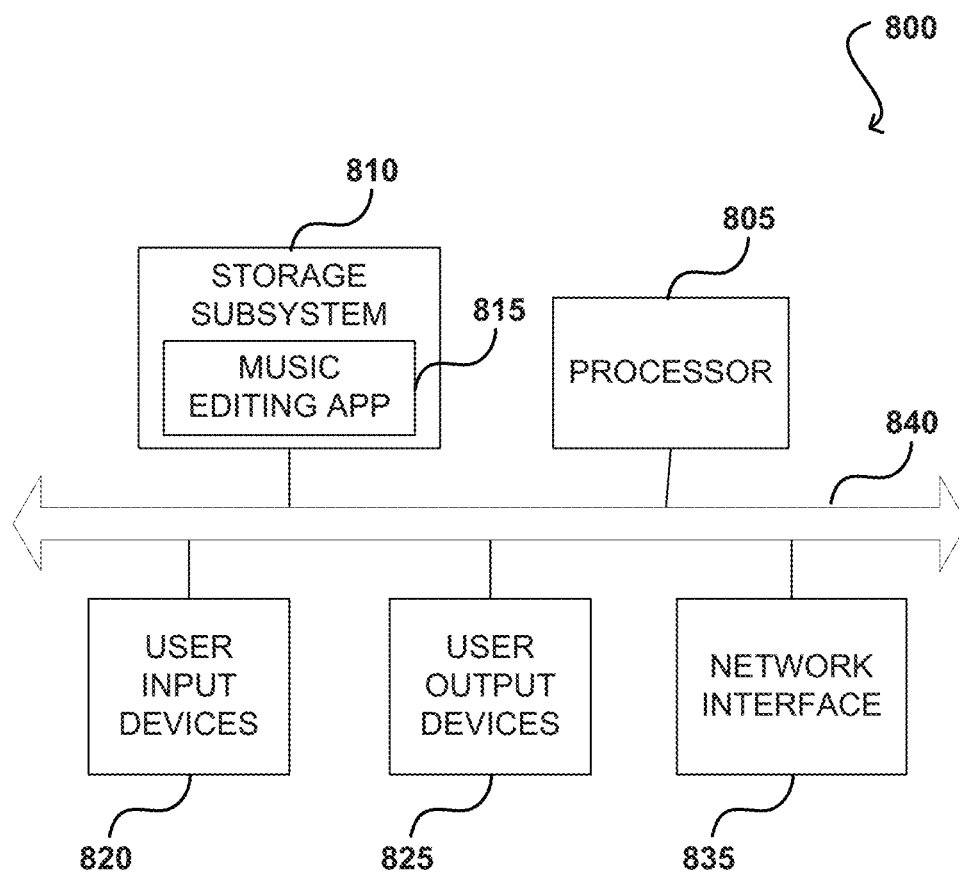 800
810
805
STORAGE
SUBSYSTEM
815
MUSIC
EDITING APP
PROCESSOR
840
USER
INPUT
DEVICES
USER
OUTPUT
DEVICES
NETWORK
INTERFACE
820
825
835